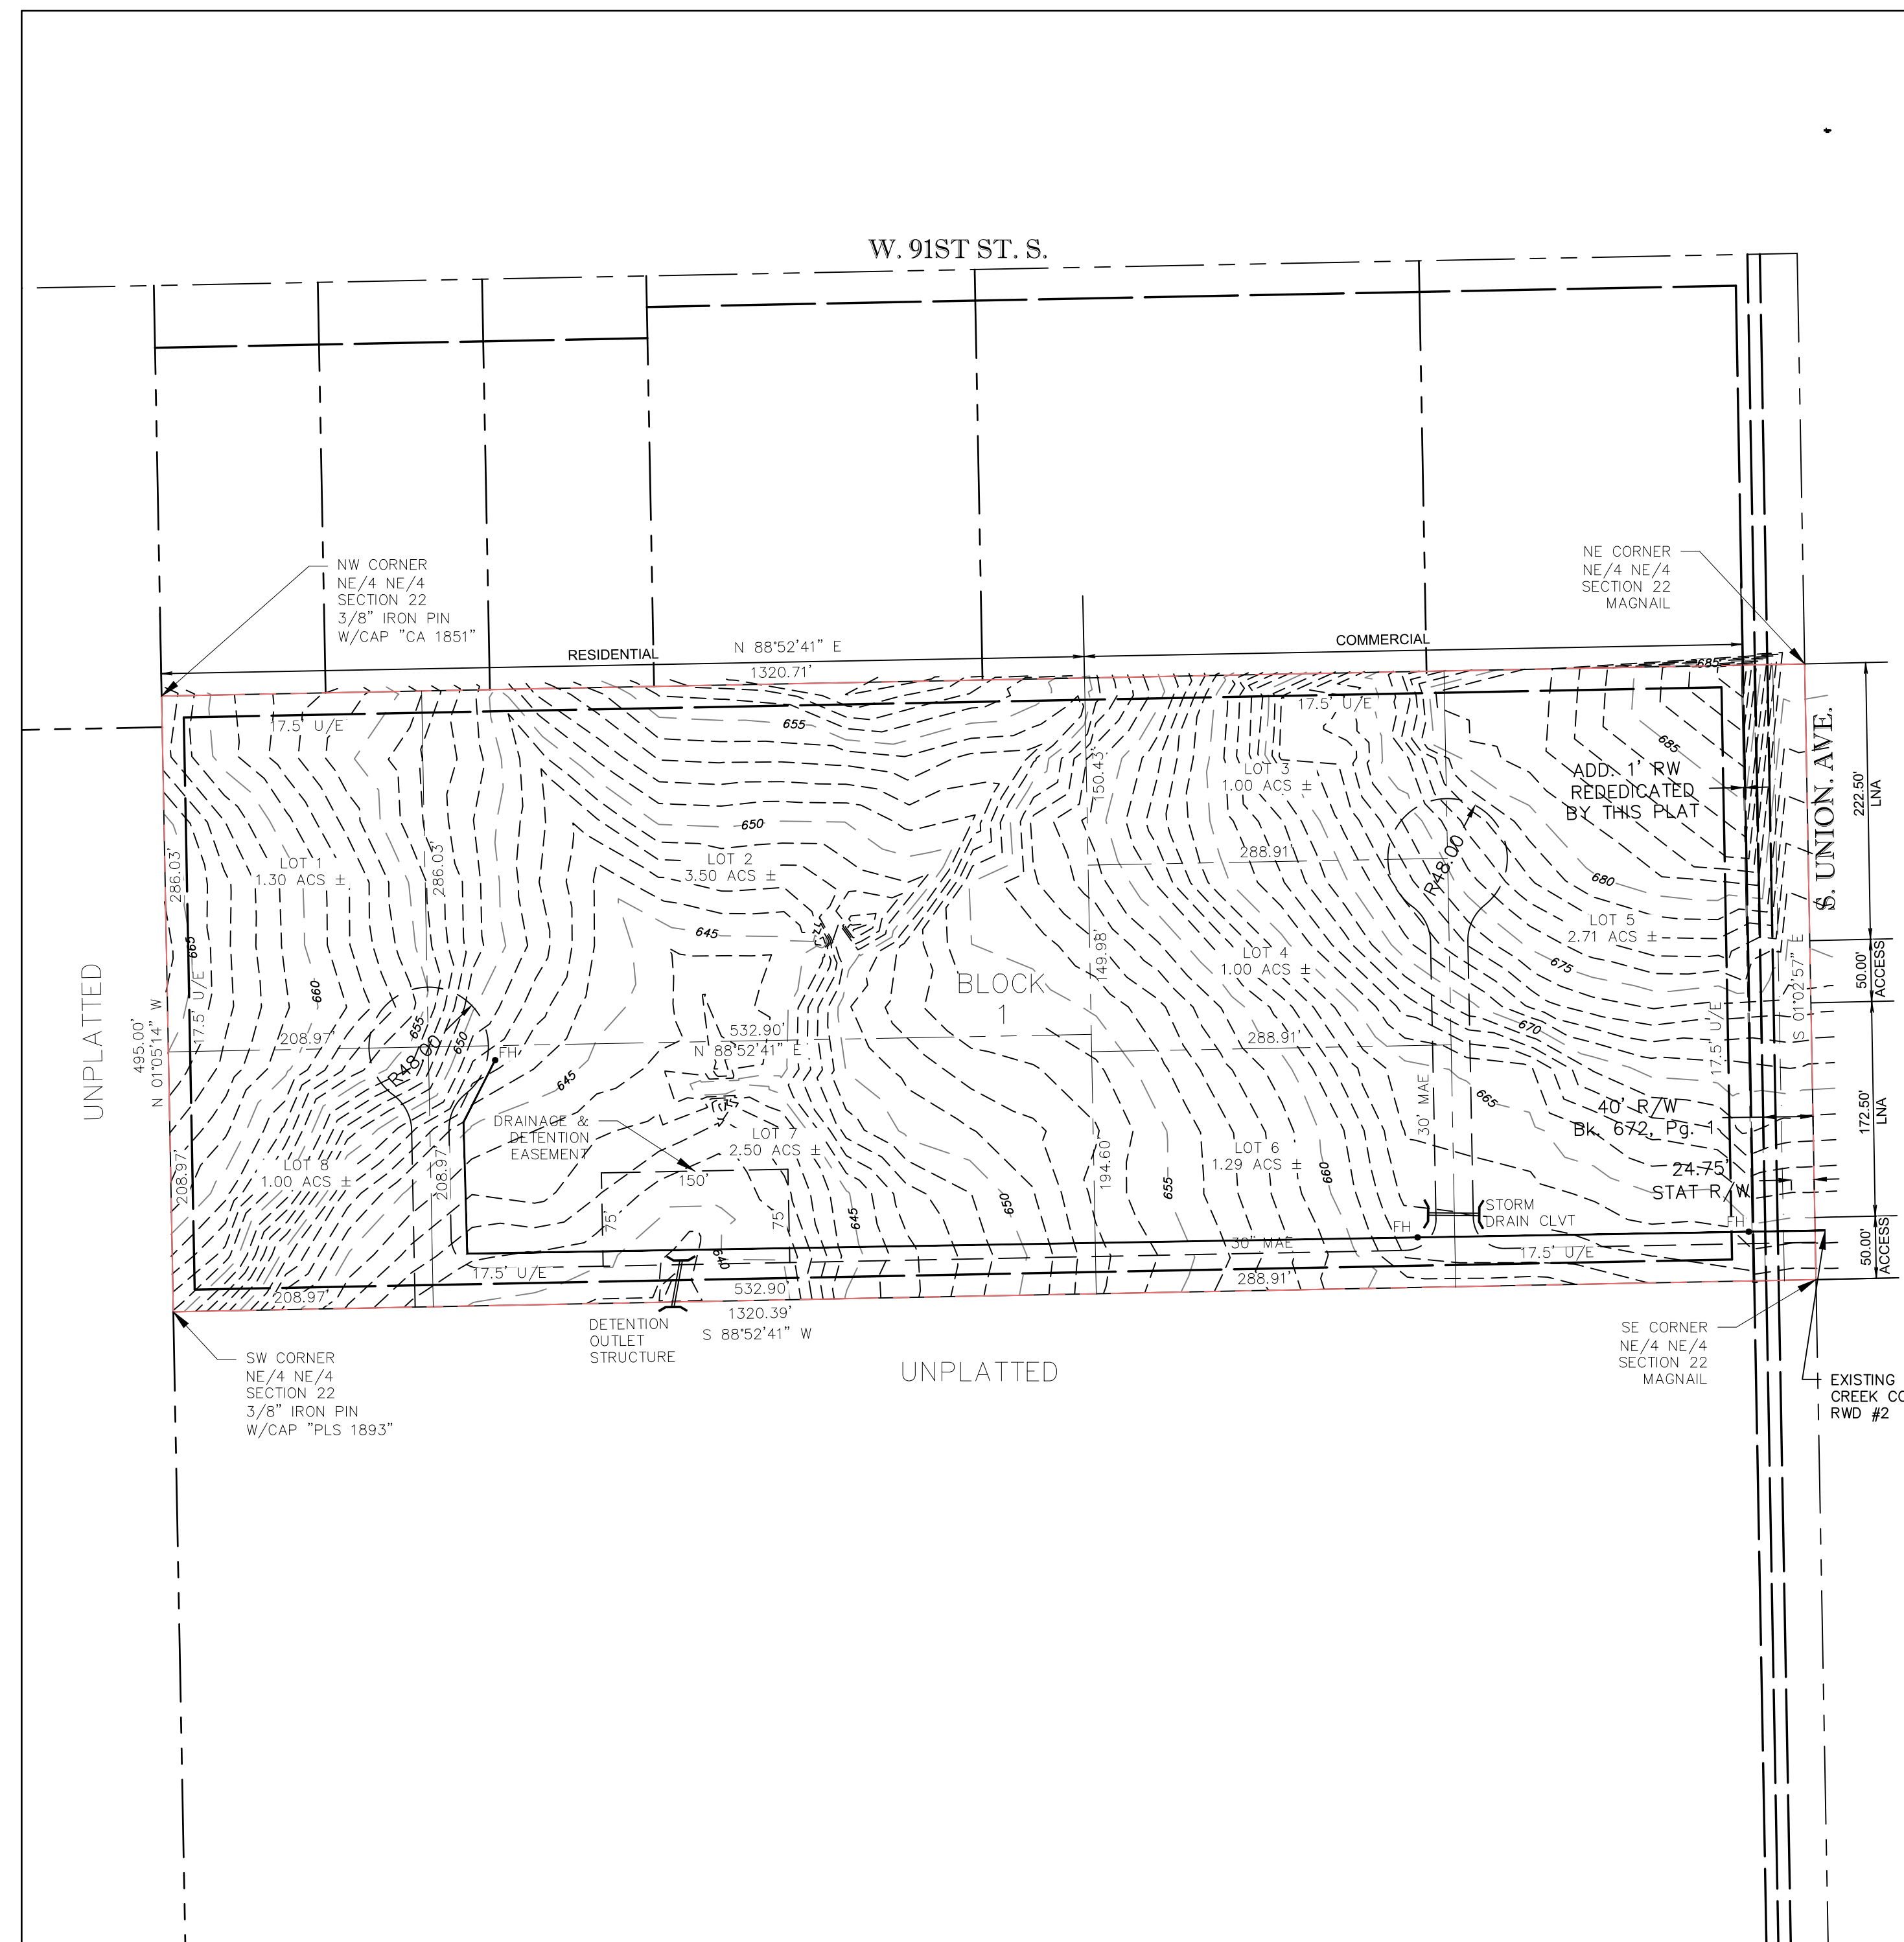 W. 91ST ST. S.
NW CORNER
NE/4 NE/4
SECTION 22
3/8" IRON PIN
W/CAP "CA 1851"
NE CORNER
NE/4 NE/4
SECTION 22
MAGNAIL
RESIDENTIAL
N 88°52'41" E
1320.71'
COMMERCIAL
685
17.5' U/E
655
17.5' U/E
685
ADD. 1' RW
REDEDICATED
BY THIS PLAT
S. UNION. AVE.
222.50'
LNA
150.43'
LOT 3
1.00 ACS ±
650
LOT 1
1.30 ACS ±
286.03'
286.03'
LOT 2
3.50 ACS ±
288.91'
R48.00
680
645
665
LOT 5
2.71 ACS ±
LOT 4
1.00 ACS ±
149.98'
675
50.00'
ACCESS
S 01°02'57" E
UNPLATTED
495.00'
N 01°05'14" W
17.5' U/E
660
BLOCK
1
655
650
R48.00
208.97'
FH
532.90'
N 88°52'41" E
288.91'
670
17.5' U/E
645
30' MAE
665
40' R/W
Bk. 672, Pg. 1
172.50'
LNA
DRAINAGE &
DETENTION
EASEMENT
LOT 7
2.50 ACS ±
LOT 6
1.29 ACS ±
194.60'
24.75'
STAT R/W
LOT 8
1.00 ACS ±
208.97'
208.97'
150'
75'
75'
645
650
655
660
STORM
DRAIN CLVT
FH
FH
30" MAE
17.5' U/E
50.00'
ACCESS
640
17.5' U/E
208.97'
532.90'
288.91'
1320.39'
S 88°52'41" W
DETENTION
OUTLET
STRUCTURE
UNPLATTED
SW CORNER
NE/4 NE/4
SECTION 22
3/8" IRON PIN
W/CAP "PLS 1893"
SE CORNER
NE/4 NE/4
SECTION 22
MAGNAIL
EXISTING
CREEK CO
RWD #2